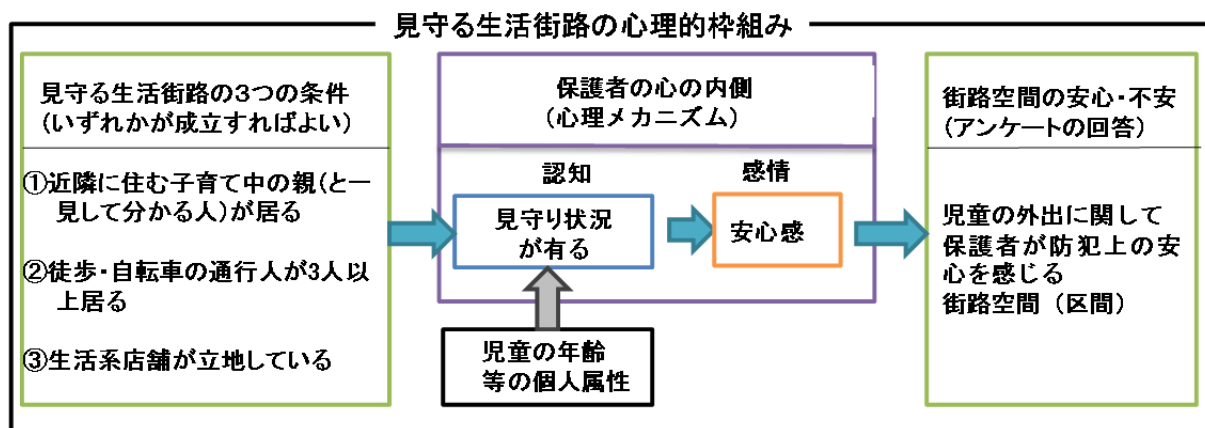 見守る生活街路の心理的枠組み
見守る生活街路の3つの条件
(いずれかが成立すればよい)
①近隣に住む子育て中の親(と一
見して分かる人)が居る
②徒歩・自転車の通行人が3人以
上居る
③生活系店舗が立地している
保護者の心の内側
(心理メカニズム)
認知
感情
見守り状況
が有る
安心感
児童の年齢
等の個人属性
街路空間の安心・不安
(アンケートの回答)
児童の外出に関して
保護者が防犯上の安
心を感じる
街路空間 (区間)